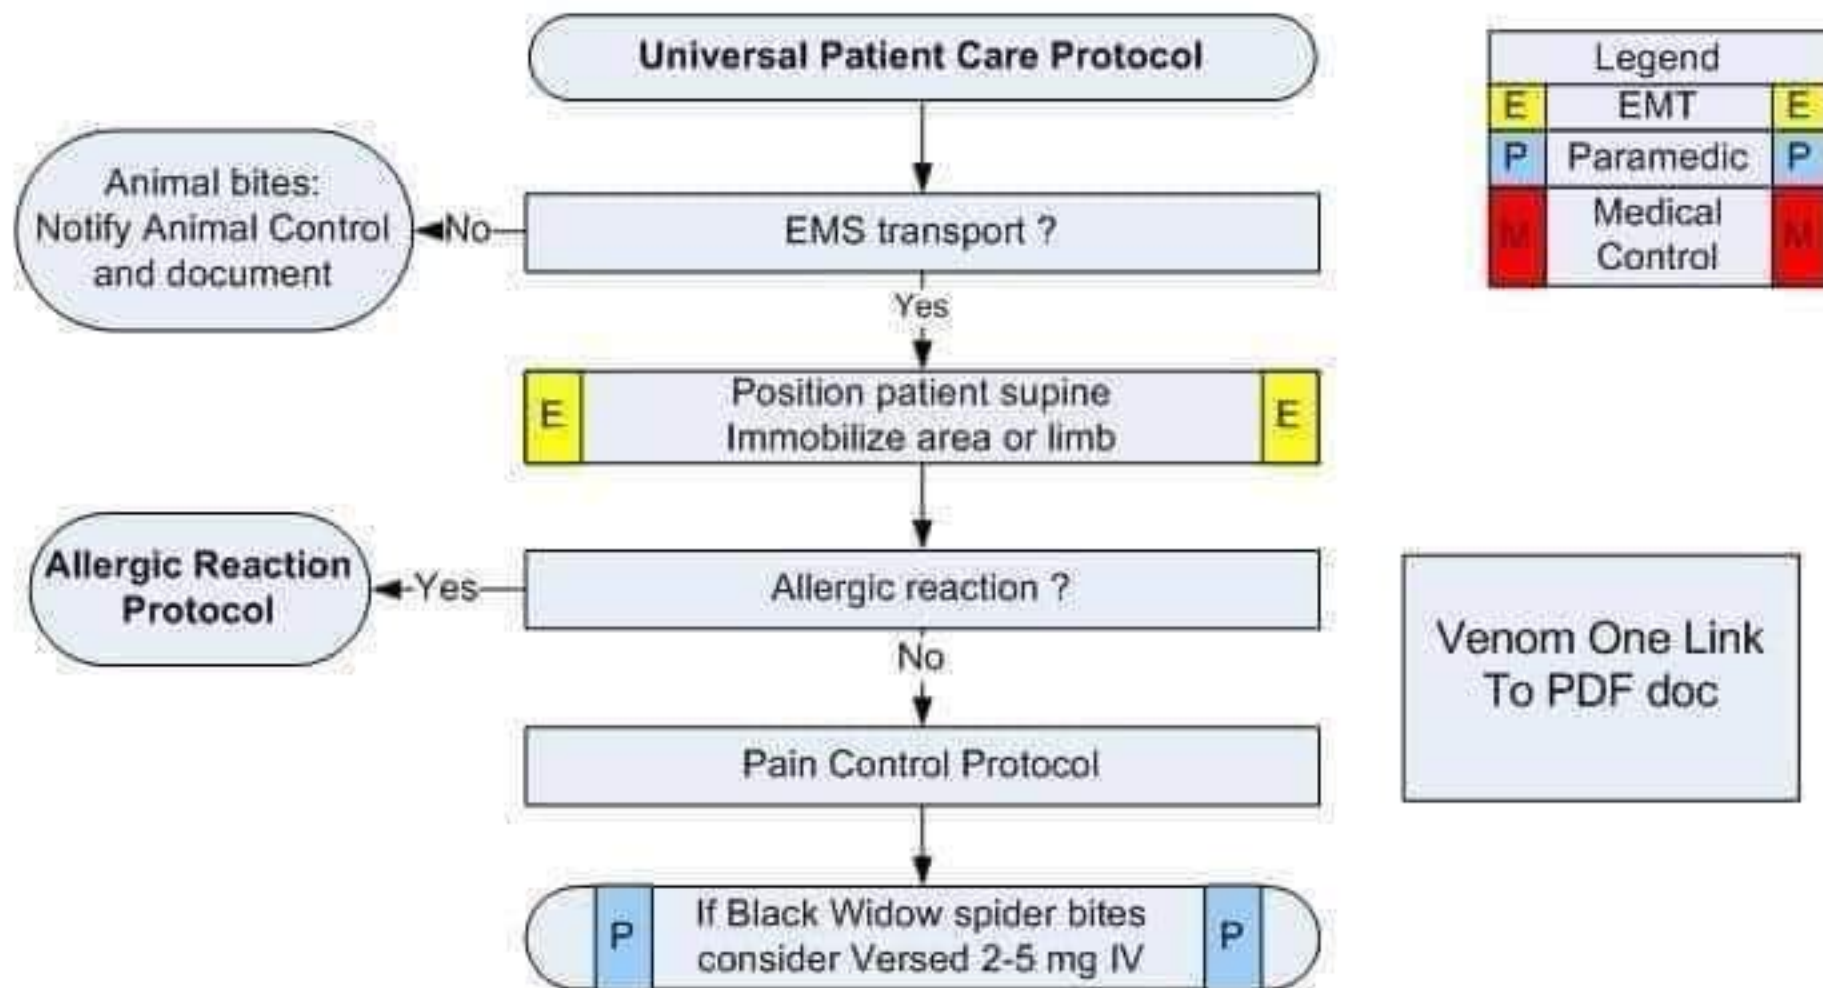 Universal Patient Care Protocol
Legend
E EMT E
P Paramedic P
M Medical M
Control
Animal bites:
Notify Animal Control
and document
No
EMS transport ?
Yes
E Position patient supine E
Immobilize area or limb
Allergic Reaction
Protocol
Yes
Allergic reaction ?
No
Venom One Link
To PDF doc
Pain Control Protocol
P If Black Widow spider bites P
consider Versed 2-5 mg IV